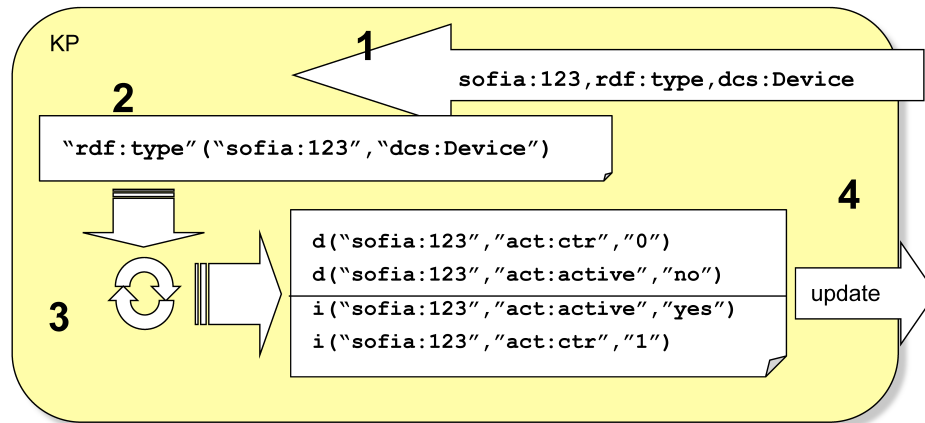 KP
1
sofia:123,rdf:type,dcs:Device
2
“rdf:type”(“sofia:123”,“dcs:Device”)
4
d(“sofia:123”,”act:ctr”,”0”)
d(“sofia:123”,”act:active”,”no”)
i(“sofia:123”,”act:active”,”yes”)
i(“sofia:123”,”act:ctr”,”1”)
update
3